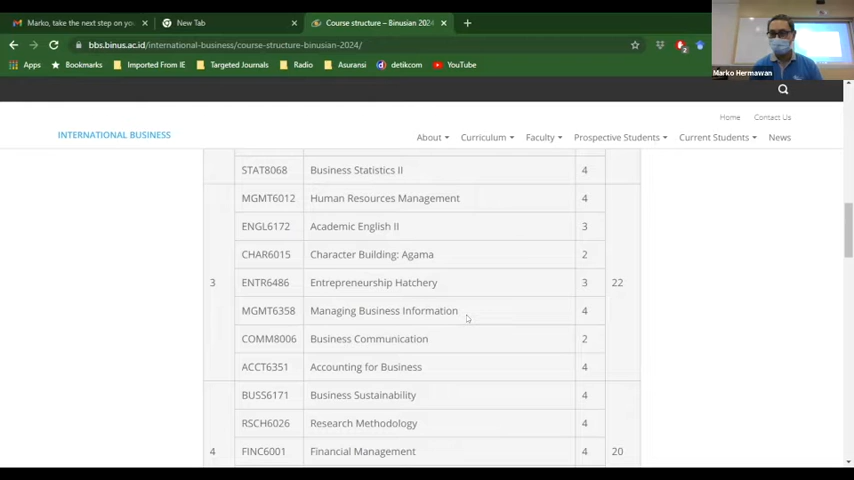 Marko, take the next step on yo
New Tab
Course structure – Binusian 2024
bbs.binus.ac.id/international-business/course-structure-binusian-2024/
Apps
Bookmarks
Imported From IE
Targeted Journals
Radio
Asuransi
detikcom
YouTube
Marko Hermawan
Home
Contact Us
INTERNATIONAL BUSINESS
About
Curriculum
Faculty
Prospective Students
Current Students
News
STAT8068 Business Statistics II 4
MGMT6012 Human Resources Management 4
ENGL6172 Academic English II 3
CHAR6015 Character Building: Agama 2
3 ENTR6486 Entrepreneurship Hatchery 3 22
MGMT6358 Managing Business Information 4
COMM8006 Business Communication 2
ACCT6351 Accounting for Business 4
BUSS6171 Business Sustainability 4
RSCH6026 Research Methodology 4
4 FINC6001 Financial Management 4 20